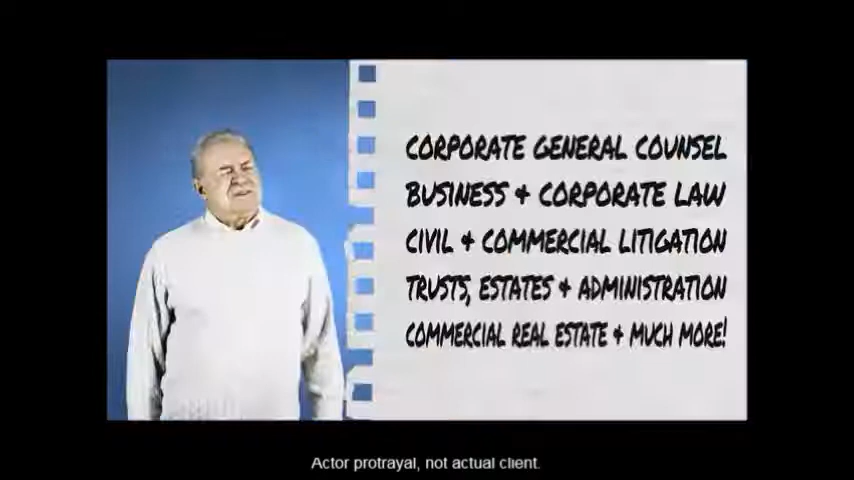 CORPORATE GENERAL COUNSEL
BUSINESS & CORPORATE LAW
CIVIL & COMMERCIAL LITIGATION
TRUSTS, ESTATES & ADMINISTRATION
COMMERCIAL REAL ESTATE & MUCH MORE!
Actor protrayal, not actual client.